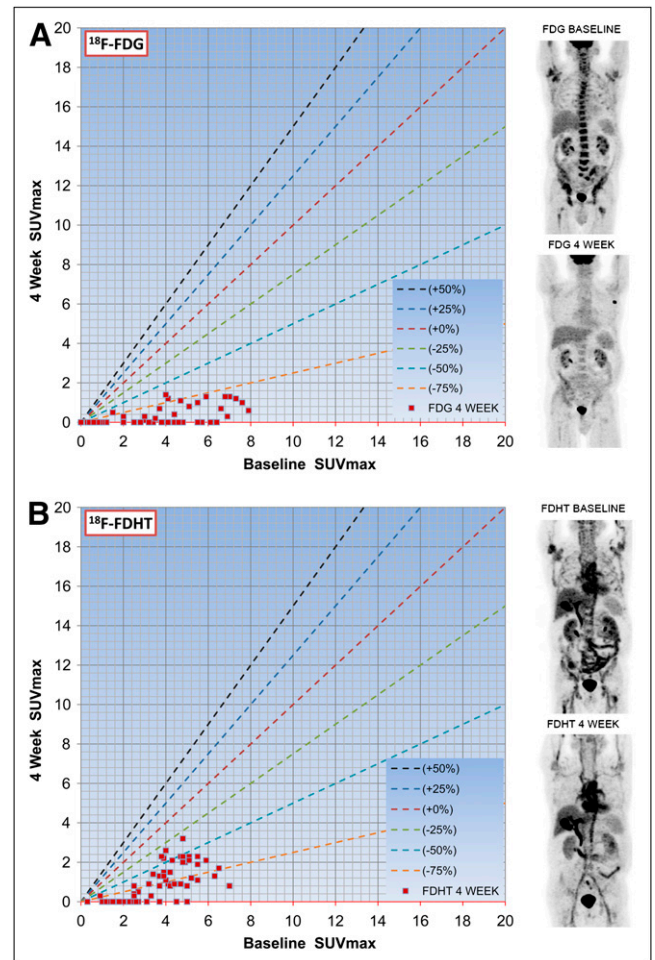 A
18F-FDG
20
18
16
14
12
10
8
6
4
2
0
4 Week SUVmax
0 2 4 6 8 10 12 14 16 18 20
Baseline SUVmax
(+50%)
(+25%)
(+0%)
(-25%)
(-50%)
(-75%)
FDG 4 WEEK
FDG BASELINE
FDG 4 WEEK
B
18F-FDHT
20
18
16
14
12
10
8
6
4
2
0
4 Week SUVmax
0 2 4 6 8 10 12 14 16 18 20
Baseline SUVmax
(+50%)
(+25%)
(+0%)
(-25%)
(-50%)
(-75%)
FDHT 4 WEEK
FDHT BASELINE
FDHT 4 WEEK